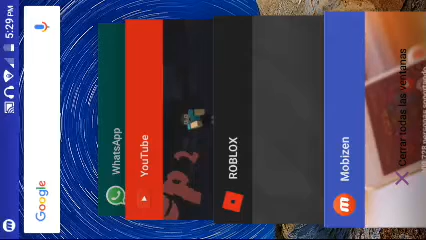 5:29 PM
Google
WhatsApp
YouTube
ROBLOX
Mobizen
Cerrar todas las ventanas